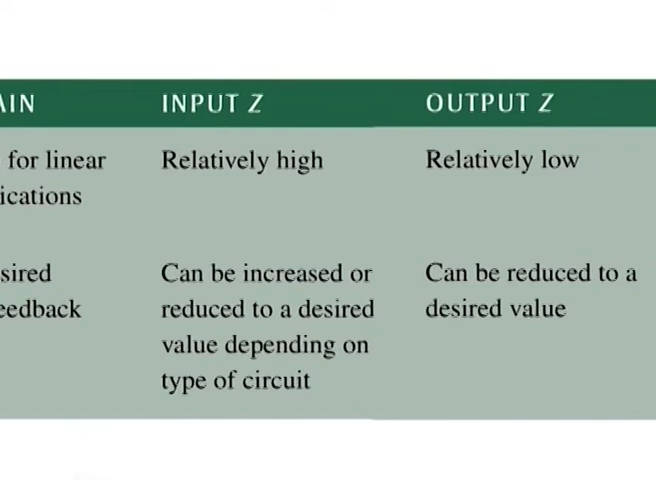 AIN INPUT Z OUTPUT Z
for linear Relatively high Relatively low
ications
sired Can be increased or Can be reduced to a
eedback reduced to a desired desired value
value depending on
type of circuit